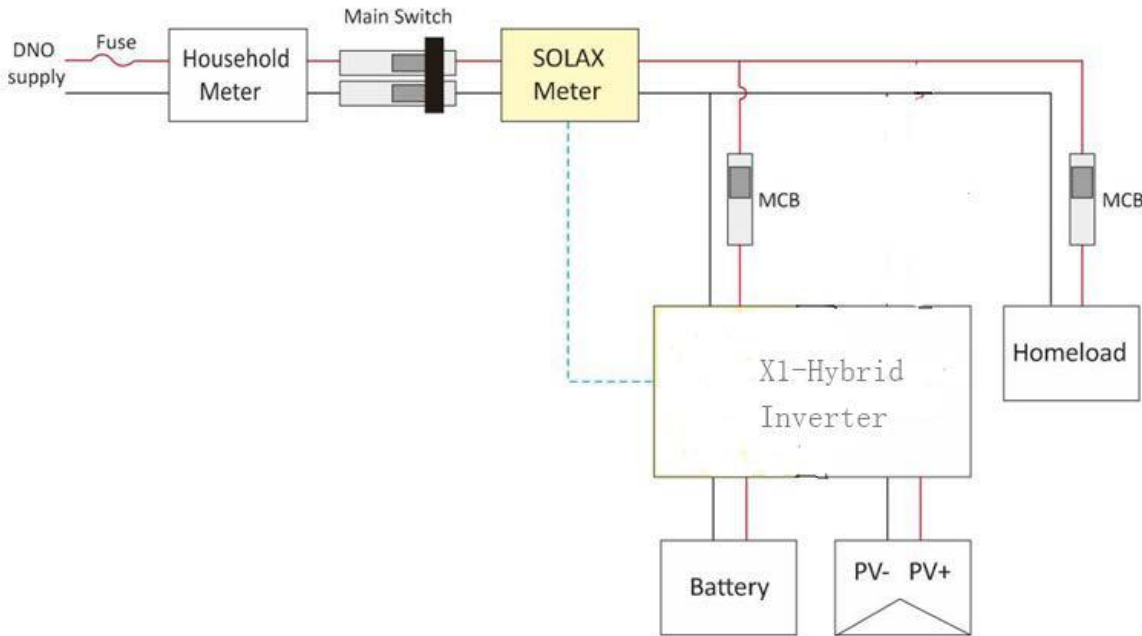 Main Switch
DNO
supply
Fuse
Household
Meter
SOLAX
Meter
MCB
MCB
X1-Hybrid
Inverter
Homeload
Battery
PV- PV+